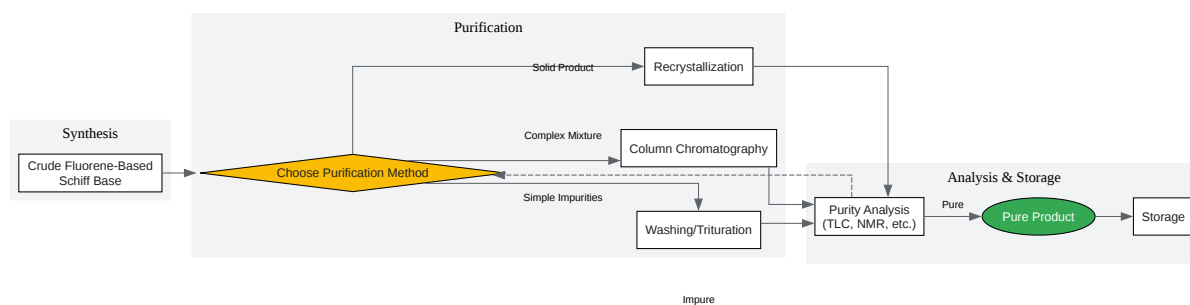 Purification
Solid Product
Recrystallization
Synthesis
Crude Fluorene-Based
Schiff Base
Choose Purification Method
Complex Mixture
Column Chromatography
Simple Impurities
Washing/Trituration
Analysis & Storage
Purity Analysis
(TLC, NMR, etc.)
Pure
Pure Product
Storage
Impure